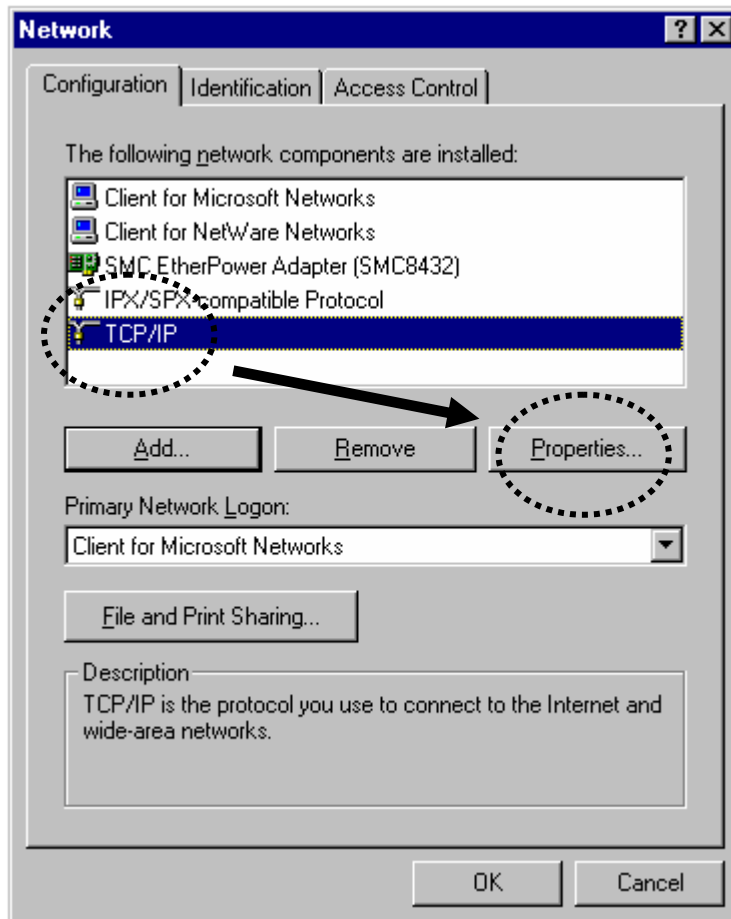 Network
Configuration
Identification
Access Control
The following network components are installed:
Client for Microsoft Networks
Client for NetWare Networks
SMC EtherPower Adapter (SMC8432)
IPX/SPX-compatible Protocol
TCP/IP
Add...
Remove
Properties...
Primary Network Logon:
Client for Microsoft Networks
File and Print Sharing...
Description
TCP/IP is the protocol you use to connect to the Internet and
wide-area networks.
OK
Cancel